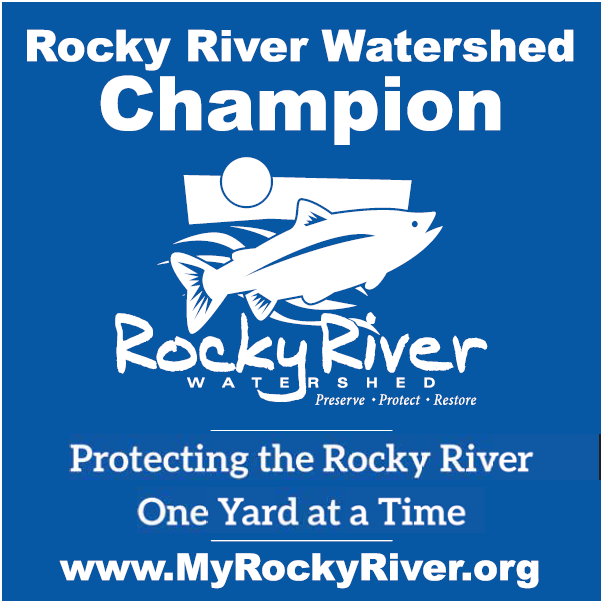 Rocky River Watershed
Champion
Rocky River
WATERSHED
Preserve • Protect • Restore
Protecting the Rocky River
One Yard at a Time
www.MyRockyRiver.org